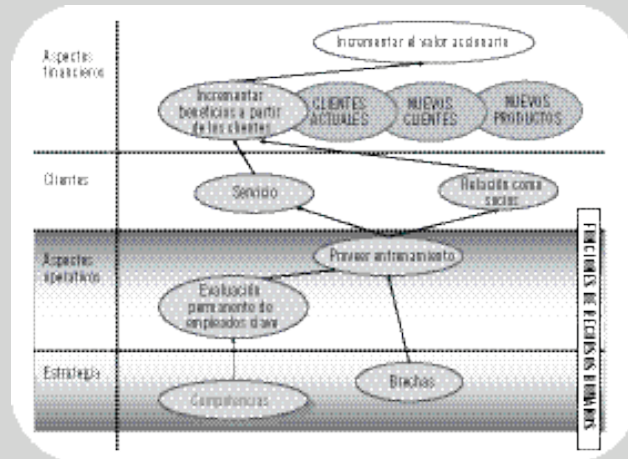 Incrementar el valor accionario
Aspectos
financieros
Incrementar
beneficios a partir
de los clientes
CLIENTES
ACTUALES
NUEVOS
CLIENTES
NUEVOS
PRODUCTOS
Clientes
Servicio
Relación como
socios
Aspectos
operativos
Proveer entrenamiento
Evaluación
permanente de
empleados clave
Estrategia
Competencias
Brechas
FUNCIONES DE RECURSOS HUMANOS